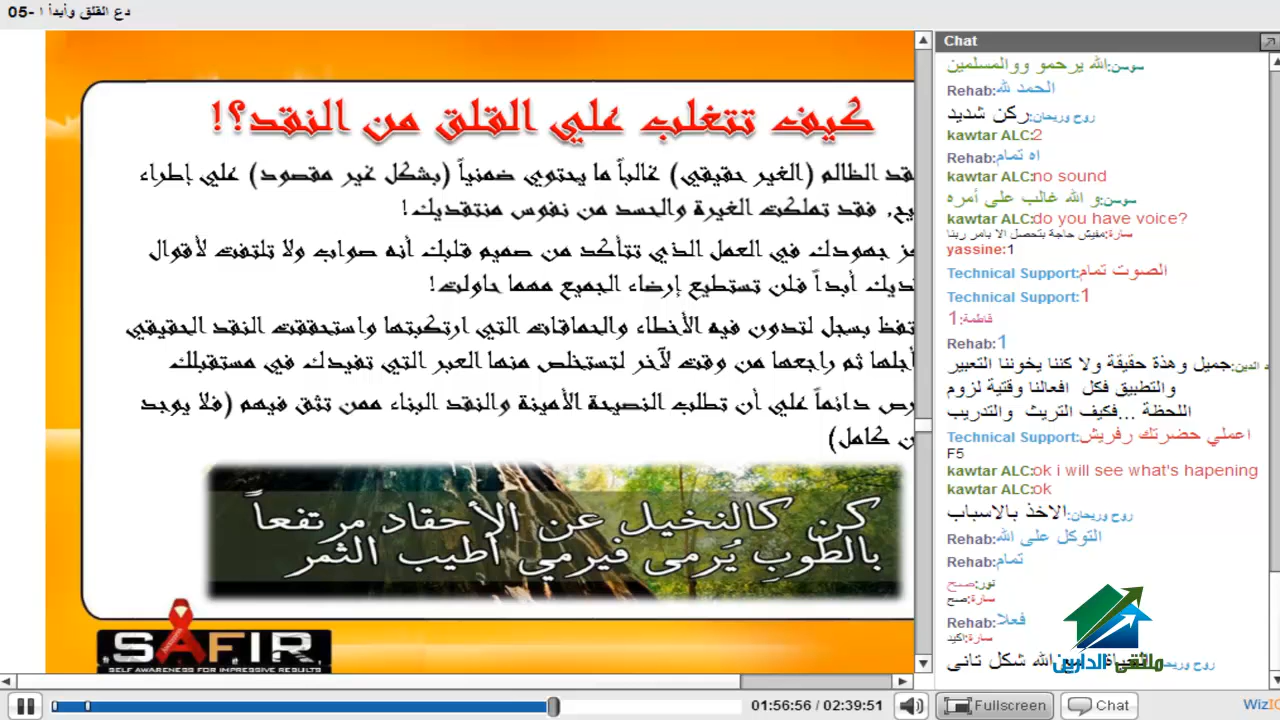 دع القلق وأبدأ ا -05
كيف تتغلب علي القلق من النقد؟!
الظالم (الغير حقيقي) غالباً ما يحتوي ضمنياً (بشكل غير مقصود) علي إطراء
فقد تملكت الغيرة والحسد من نفوس منتقديك!
جهودك في العمل الذي تتأكد من صميم قلبك أنه صواب ولا تلتفت لأقوال
أبداً فلن تستطيع إرضاء الجميع مهما حاولت!
بسجل لتدون فيه الأخطاء والحماقات التي ارتكبتها واستحققت النقد الحقيقي
ثم راجعها من وقت لآخر لتستخلص منها العبر التي تفيدك في مستقبلك
دائماً علي أن تطلب النصيحة الأمينة والنقد البناء ممن تثق فيهم (فلا يوجد
كامل)
كن كالنخيل عن الأحقاد مرتفعاً
بالطوبِ يُرمى فيرمي أطيب الثمر
SAFIR
SELF AWARENESS FOR IMPRESSIVE RESULTS
Chat
سوسن:الله يرحمو ووالمسلمين
Rehab:الحمد لله
روح وريحان:ركن شديد
kawtar ALC:2
Rehab:اه تمام
kawtar ALC:no sound
سوسن:و الله غالب على أمره
kawtar ALC:do you have voice?
سارة:مفيش حاجة بتحصل الا بامر ربنا
yassine:1
Technical Support:الصوت تمام
Technical Support:1
فاطمة:1
Rehab:1
الدين:جميل وهذة حقيقة ولا كننا يخوننا التعبير
والتطبيق فكل افعالنا وقتية لزوم
اللحظة ...فكيف التريث والتدريب
Technical Support:اعملي حضرتك رفريش
F5
kawtar ALC:ok i will see what's hapening
kawtar ALC:ok
روح وريحان:الاخذ بالاسباب
Rehab:التوكل على الله
Rehab:تمام
نور:صح
سارة:صح
Rehab:فعلا
سارة:اكيد
روح وريحان: الله شكل تانى
ملتقى الدارين
01:56:56 / 02:39:51
Fullscreen
Chat